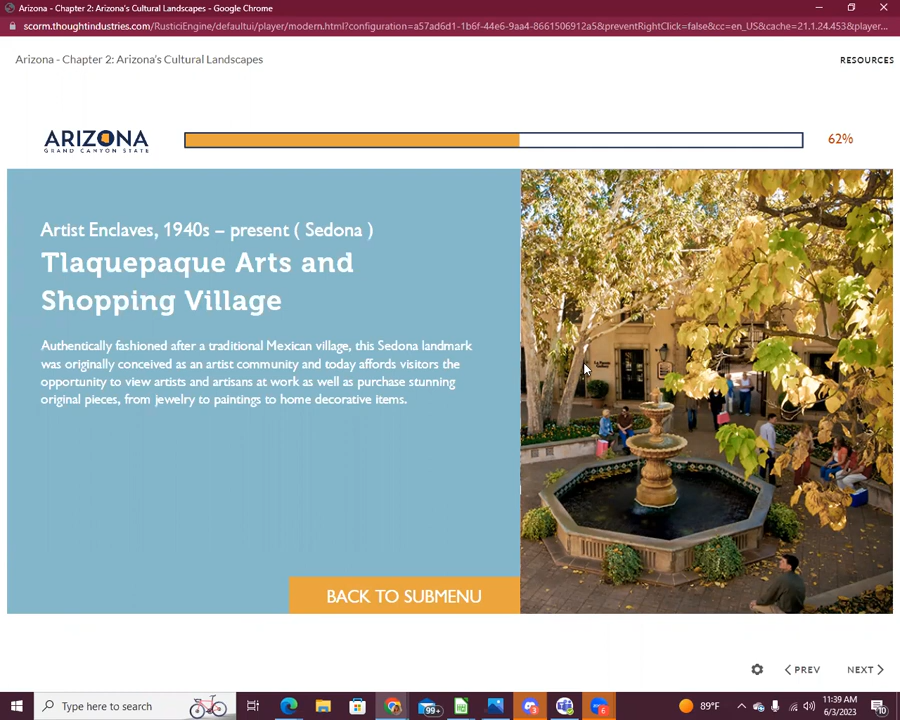 Arizona - Chapter 2: Arizona's Cultural Landscapes - Google Chrome
scorm.thoughtindustries.com/RusticiEngine/defaultui/player/modern.html?configuration=a57ad6d1-1b6f-44e6-9aa4-8661506912a5&preventRightClick=false&cc=en_US&cache=21.1.24.453&player...
Arizona - Chapter 2: Arizona's Cultural Landscapes
RESOURCES
ARIZONA
GRAND CANYON STATE
62%
Artist Enclaves, 1940s – present ( Sedona )
Tlaquepaque Arts and
Shopping Village
Authentically fashioned after a traditional Mexican village, this Sedona landmark
was originally conceived as an artist community and today affords visitors the
opportunity to view artists and artisans at work as well as purchase stunning
original pieces, from jewelry to paintings to home decorative items.
BACK TO SUBMENU
PREV
NEXT
Type here to search
99+
3
6
89°F
11:39 AM
6/3/2023
10